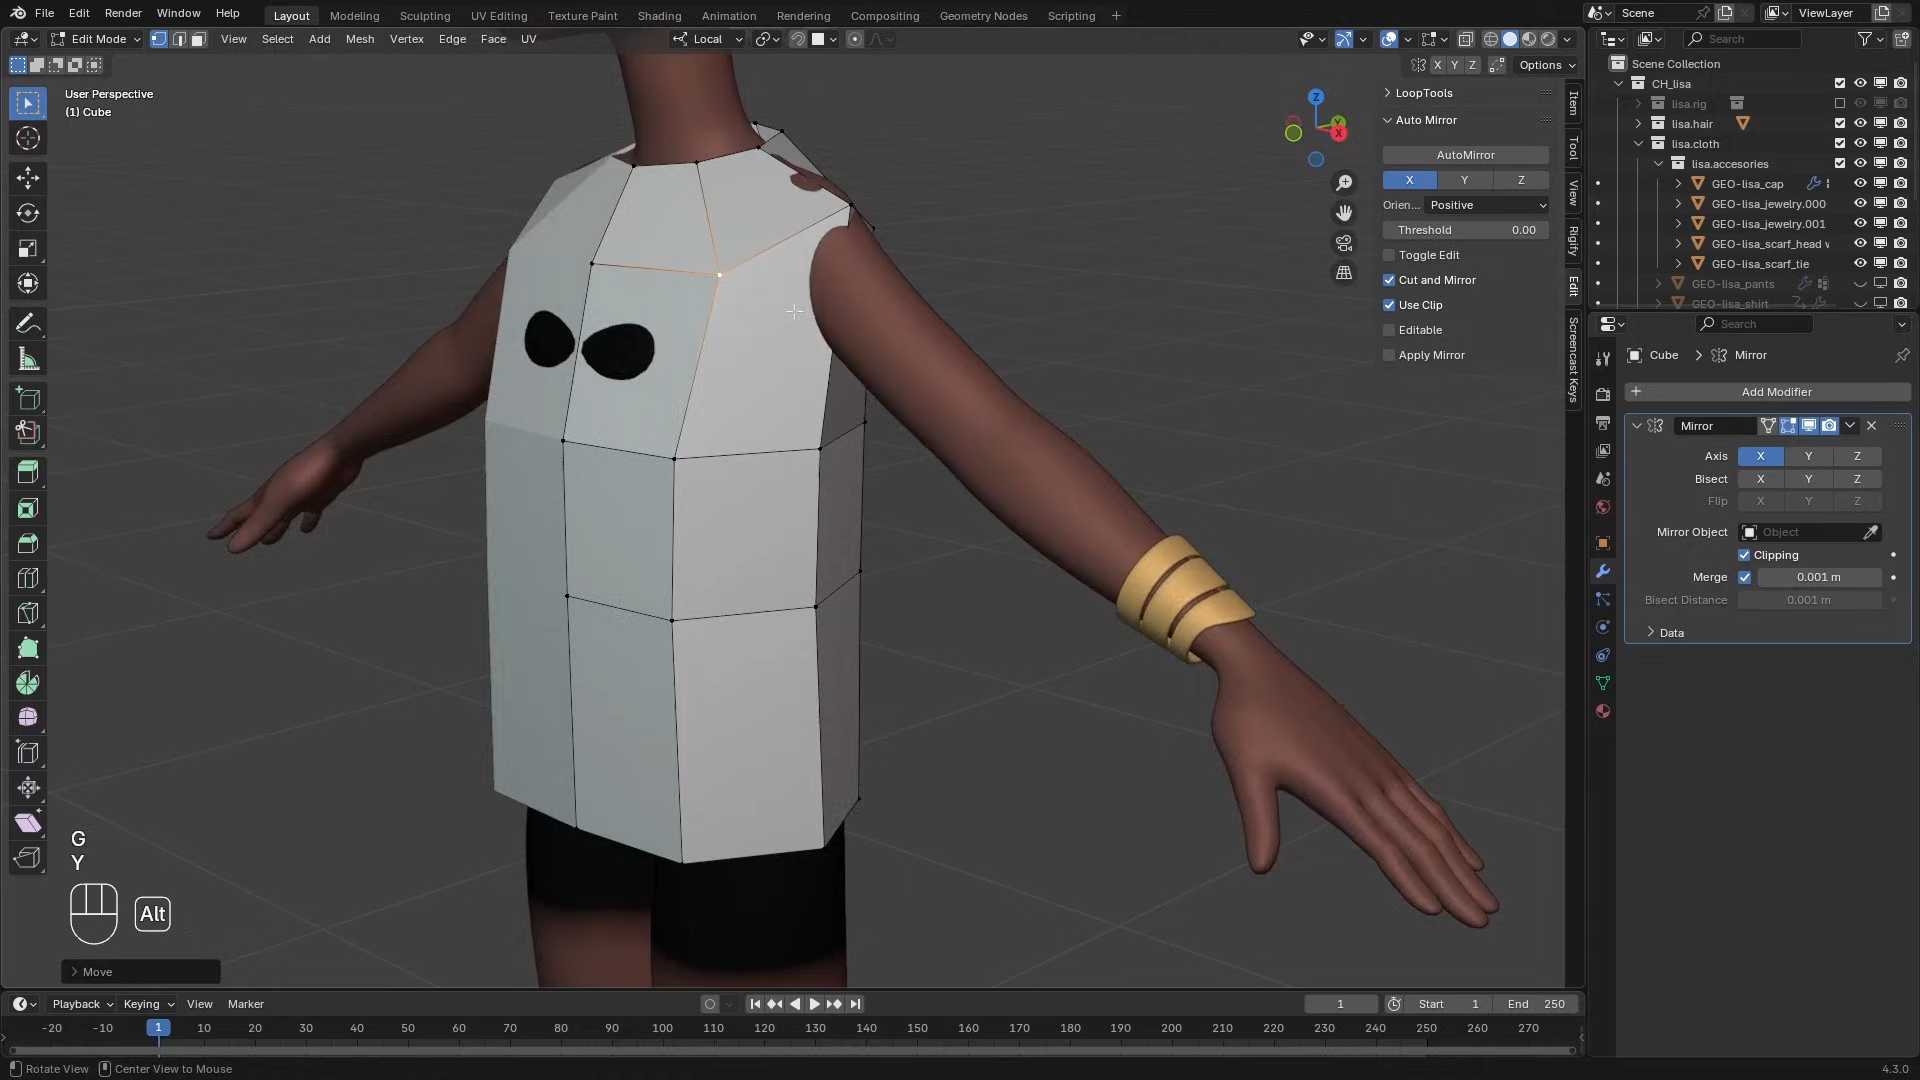 File Edit Render Window Help Layout Modeling Sculpting UV Editing Texture Paint Shading Animation Rendering Compositing Geometry Nodes Scripting + Scene ViewLayer
Edit Mode View Select Add Mesh Vertex Edge Face UV Local Search
X Y Z Options
User Perspective
(1) Cube
Z
Y
X
LoopTools
Auto Mirror
AutoMirror
X Y Z
Orien... Positive
Threshold 0.00
Toggle Edit
Cut and Mirror
Use Clip
Editable
Apply Mirror
Item
Tool
View
Rigify
Edit
Screencast Keys
Scene Collection
CH_lisa
lisa.rig
lisa.hair
lisa.cloth
lisa.accesories
GEO-lisa_cap
GEO-lisa_jewelry.000
GEO-lisa_jewelry.001
GEO-lisa_scarf_head
GEO-lisa_scarf_tie
GEO-lisa_pants
GEO-lisa_shirt
Search
Cube > Mirror
+ Add Modifier
Mirror
Axis X Y Z
Bisect X Y Z
Flip X Y Z
Mirror Object Object
Clipping
Merge 0.001 m
Bisect Distance 0.001 m
Data
G
Y
Alt
Move
Playback Keying View Marker 1 Start 1 End 250
-20 -10 1 10 20 30 40 50 60 70 80 90 100 110 120 130 140 150 160 170 180 190 200 210 220 230 240 250 260 270
Rotate View Center View to Mouse 4.3.0